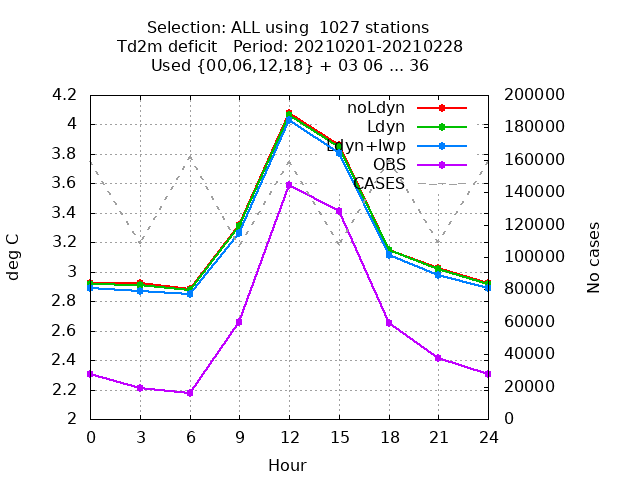 Selection: ALL using  1027 stations
Td2m deficit   Period: 20210201-20210228
Used {00,06,12,18} + 03 06 ... 36
noLdyn
Ldyn
Ldyn+lwp
OBS
CASES
deg C
4.2
4
3.8
3.6
3.4
3.2
3
2.8
2.6
2.4
2.2
2
200000
180000
160000
140000
120000
100000
80000
60000
40000
20000
0
No cases
0 3 6 9 12 15 18 21 24
Hour